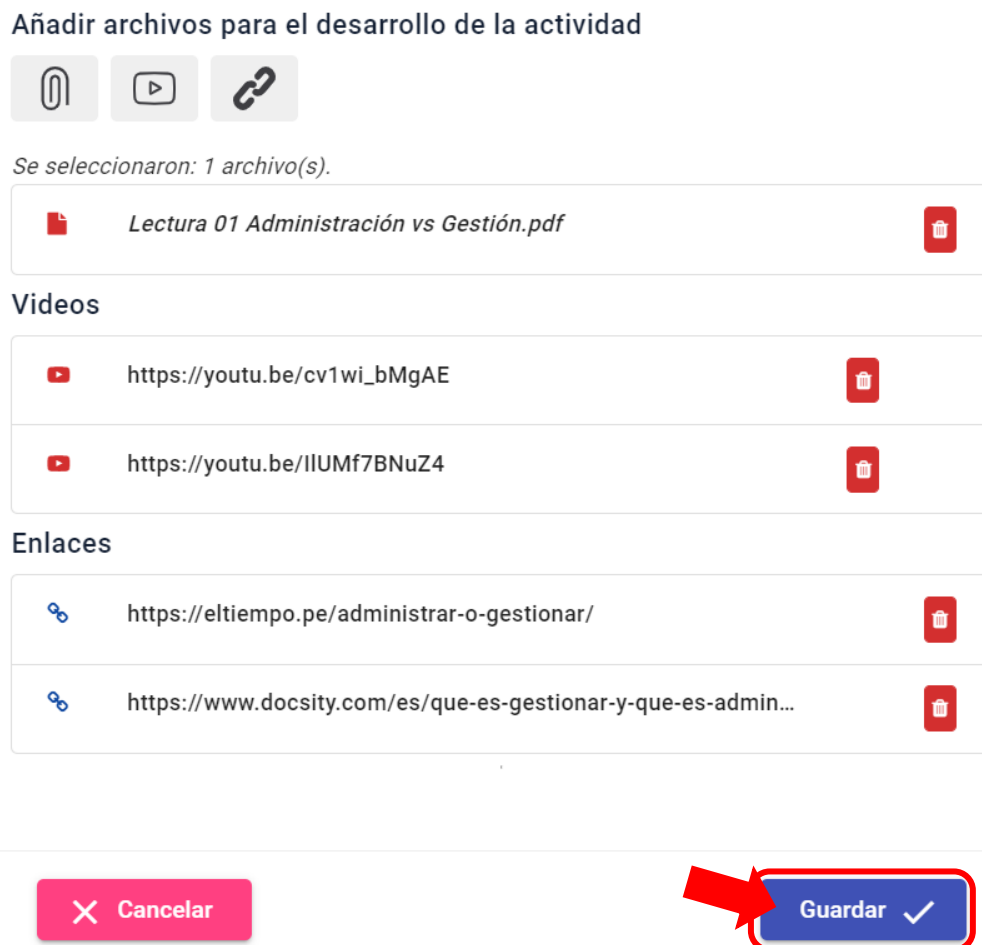 Añadir archivos para el desarrollo de la actividad
Se seleccionaron: 1 archivo(s).
Lectura 01 Administración vs Gestión.pdf
Videos
https://youtu.be/cv1wi_bMgAE
https://youtu.be/IlUMf7BNuZ4
Enlaces
https://eltiempo.pe/administrar-o-gestionar/
https://www.docsity.com/es/que-es-gestionar-y-que-es-admin...
Cancelar
Guardar